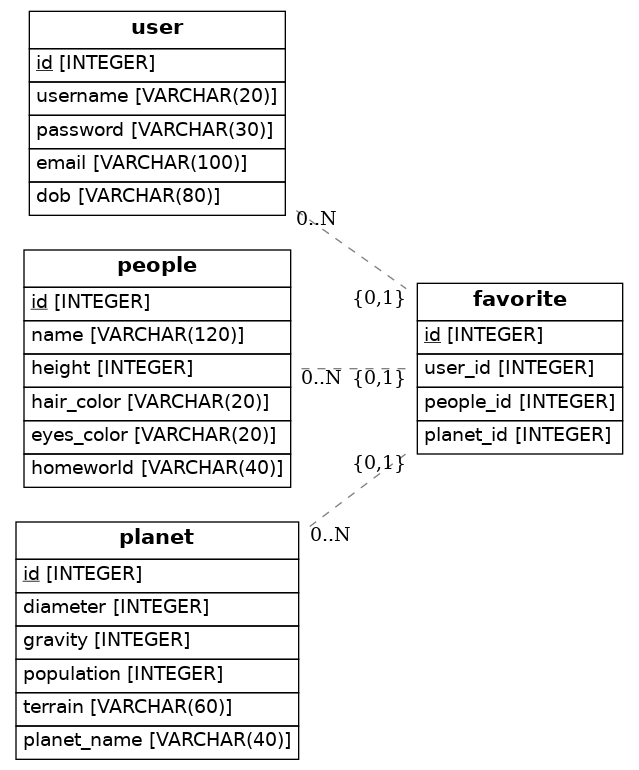 user
id [INTEGER]
username [VARCHAR(20)]
password [VARCHAR(30)]
email [VARCHAR(100)]
dob [VARCHAR(80)]
0..N
{0,1}
people
id [INTEGER]
name [VARCHAR(120)]
height [INTEGER]
hair_color [VARCHAR(20)]
eyes_color [VARCHAR(20)]
homeworld [VARCHAR(40)]
0..N {0,1}
favorite
id [INTEGER]
user_id [INTEGER]
people_id [INTEGER]
planet_id [INTEGER]
{0,1}
0..N
planet
id [INTEGER]
diameter [INTEGER]
gravity [INTEGER]
population [INTEGER]
terrain [VARCHAR(60)]
planet_name [VARCHAR(40)]